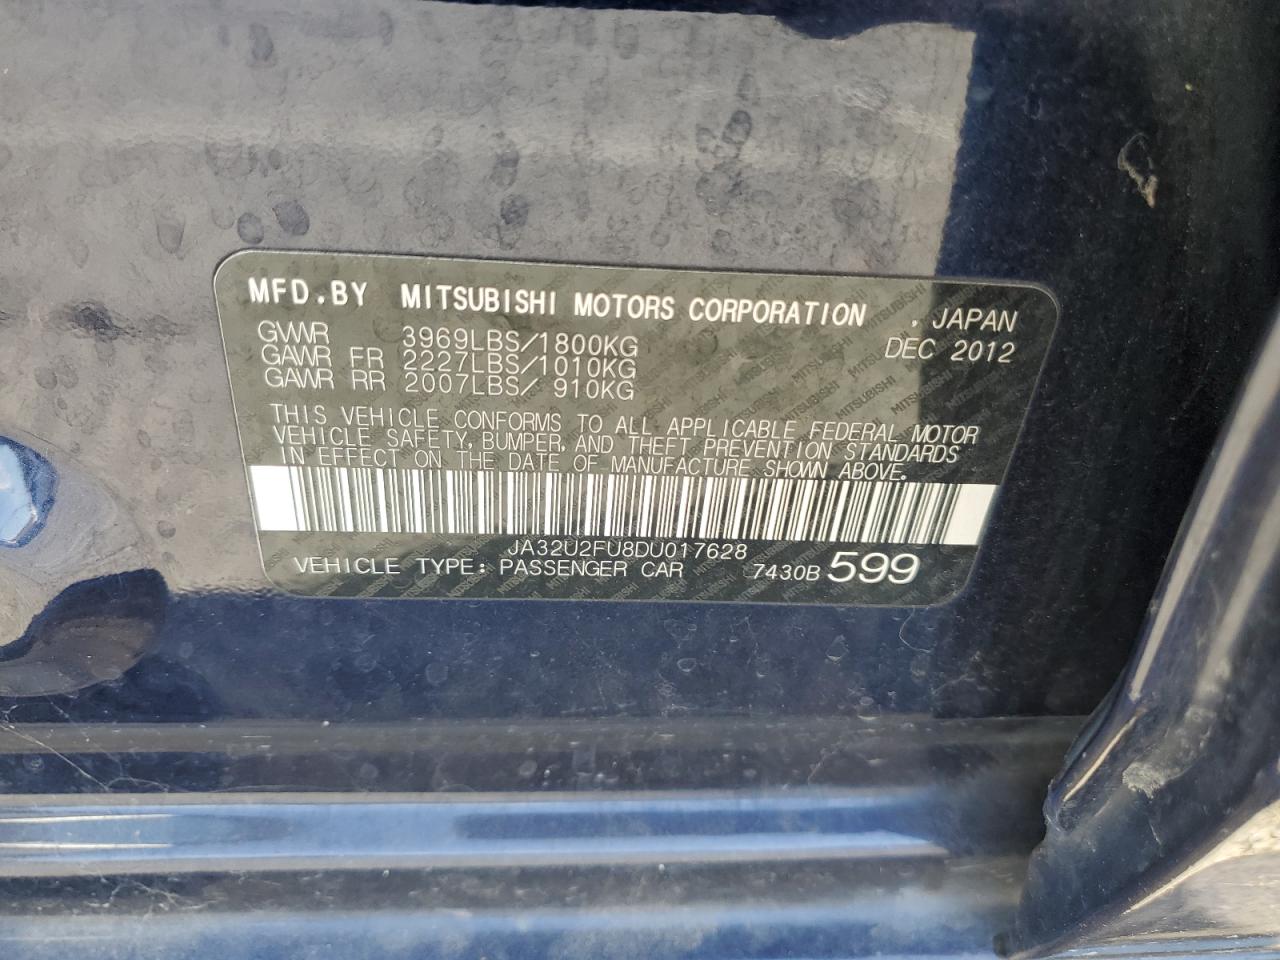 MFD.BY MITSUBISHI MOTORS CORPORATION , JAPAN
GVWR 3969LBS/1800KG DEC 2012
GAWR FR 2227LBS/1010KG
GAWR RR 2007LBS/ 910KG
THIS VEHICLE CONFORMS TO ALL APPLICABLE FEDERAL MOTOR
VEHICLE SAFETY, BUMPER, AND THEFT PREVENTION STANDARDS
IN EFFECT ON THE DATE OF MANUFACTURE SHOWN ABOVE.
JA32U2FU8DU017628
VEHICLE TYPE: PASSENGER CAR 7430B 599